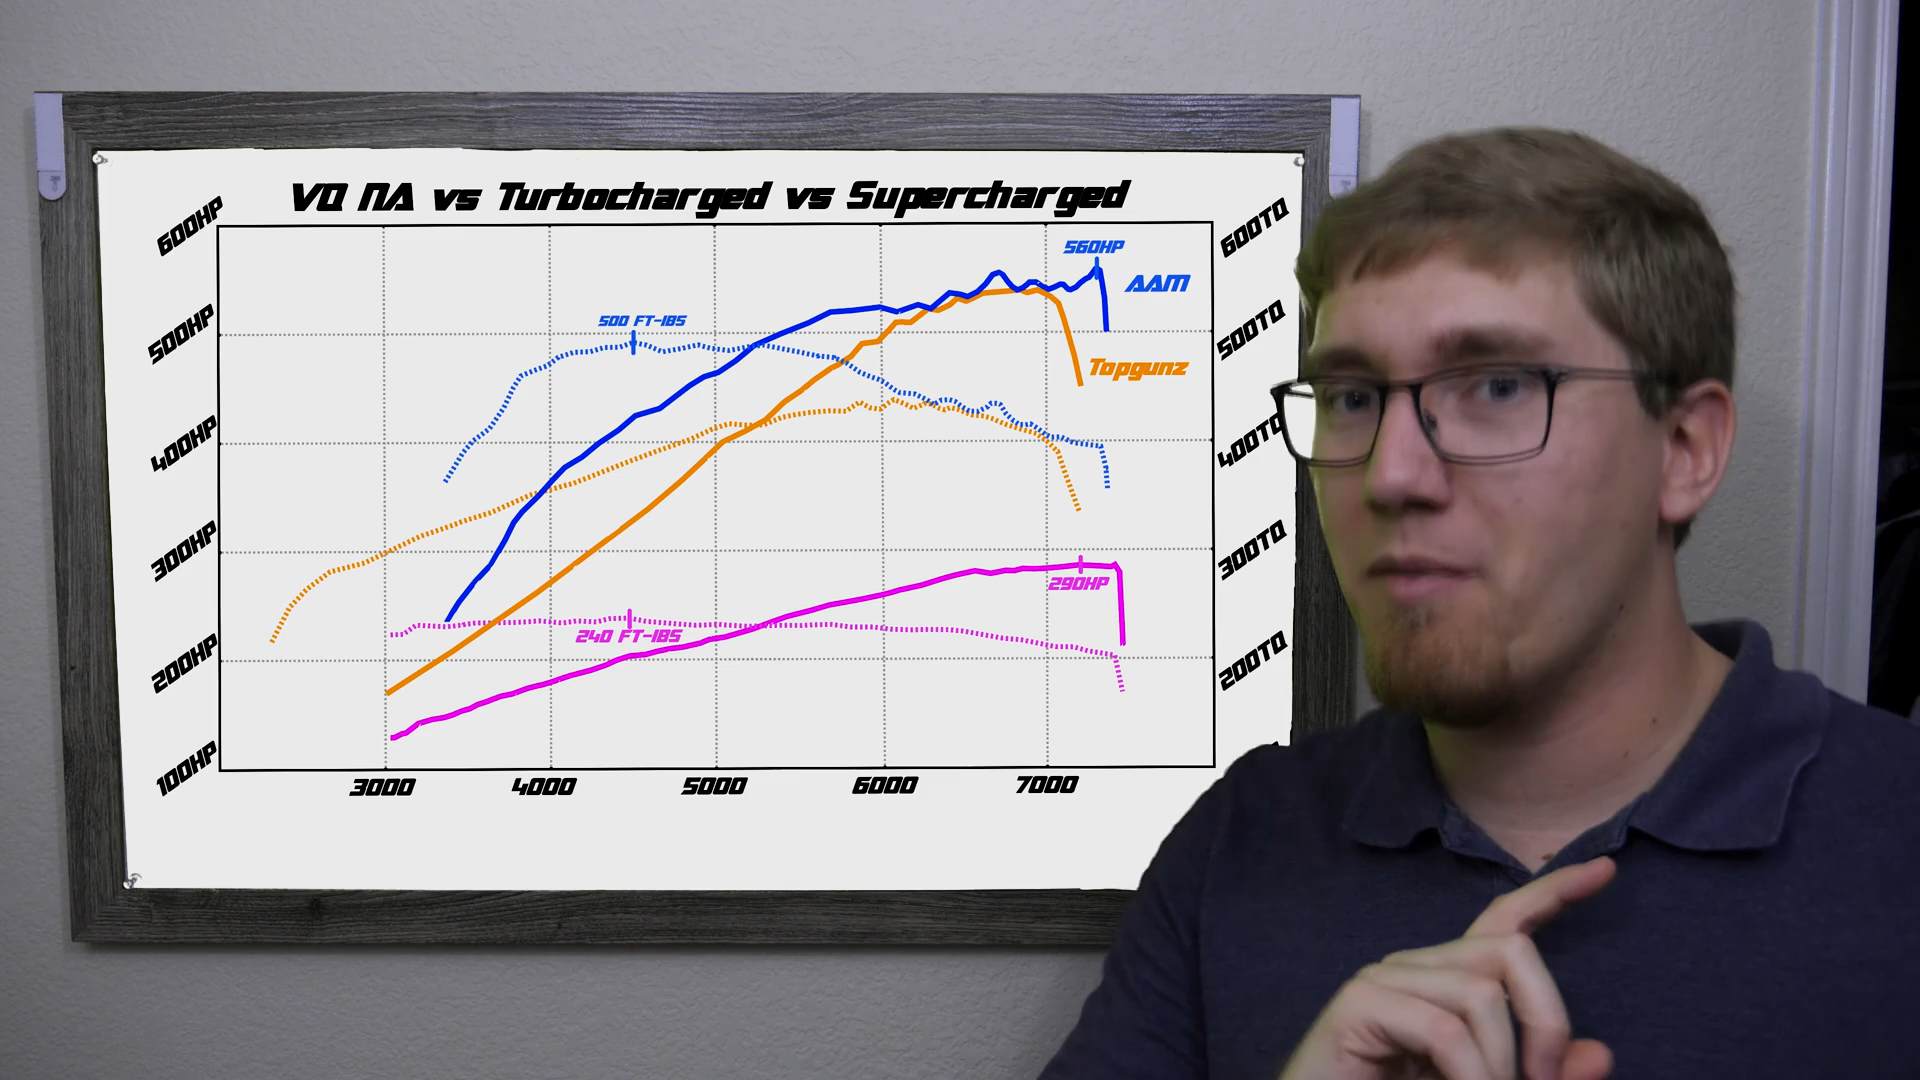 VQ NA vs Turbocharged vs Supercharged
600HP
600TQ
560HP
AAM
500HP
500 FT-lBS
500TQ
Topgunz
400HP
400TQ
300HP
300TQ
290HP
240 FT-lBS
200HP
200TQ
100HP
3000 4000 5000 6000 7000